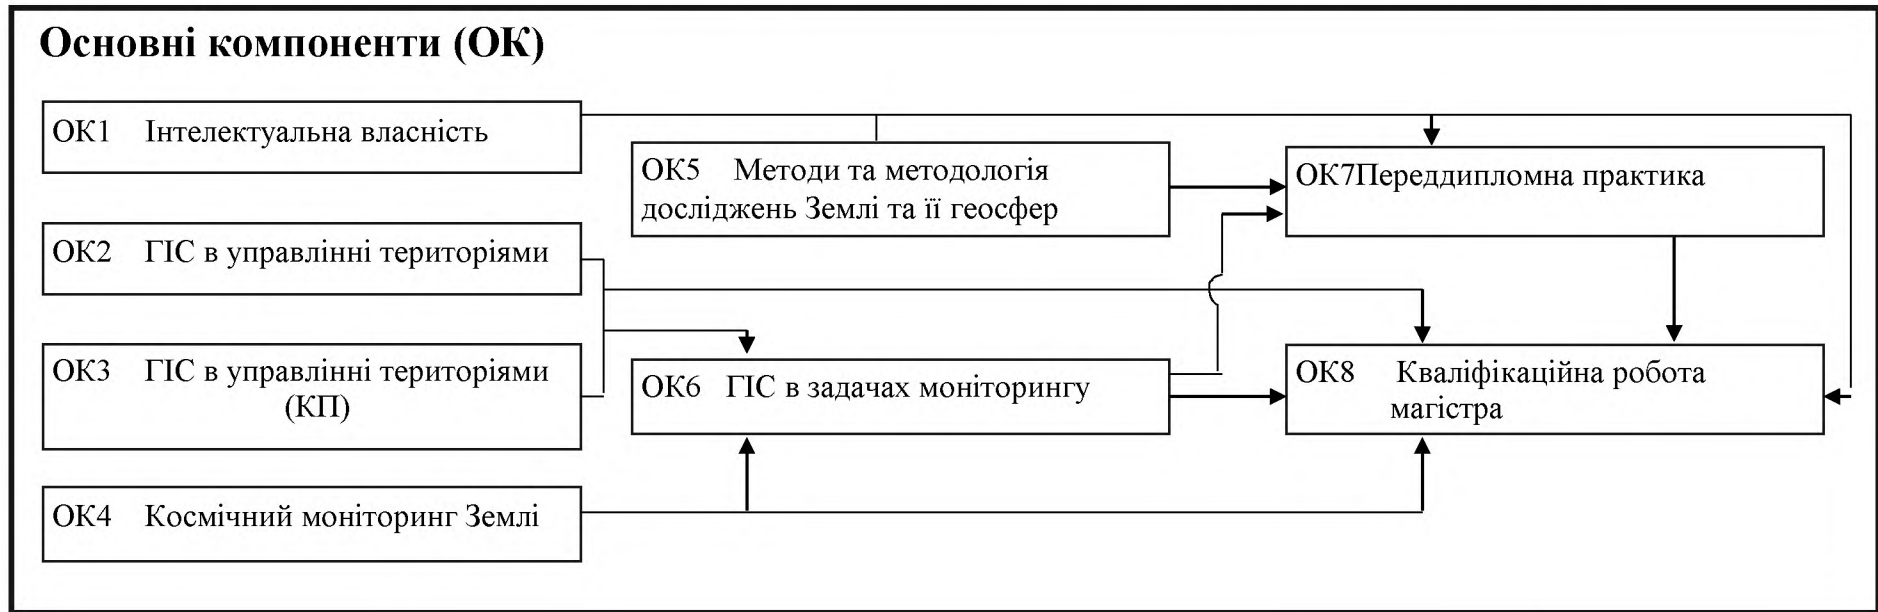 Основні компоненти (ОК)
ОК1 Інтелектуальна власність
ОК2 ГІС в управлінні територіями
ОК3 ГІС в управлінні територіями
(КП)
ОК4 Космічний моніторинг Землі
ОК5 Методи та методологія
досліджень Землі та її геосфер
ОК6 ГІС в задачах моніторингу
ОК7Переддипломна практика
ОК8 Кваліфікаційна робота
магістра